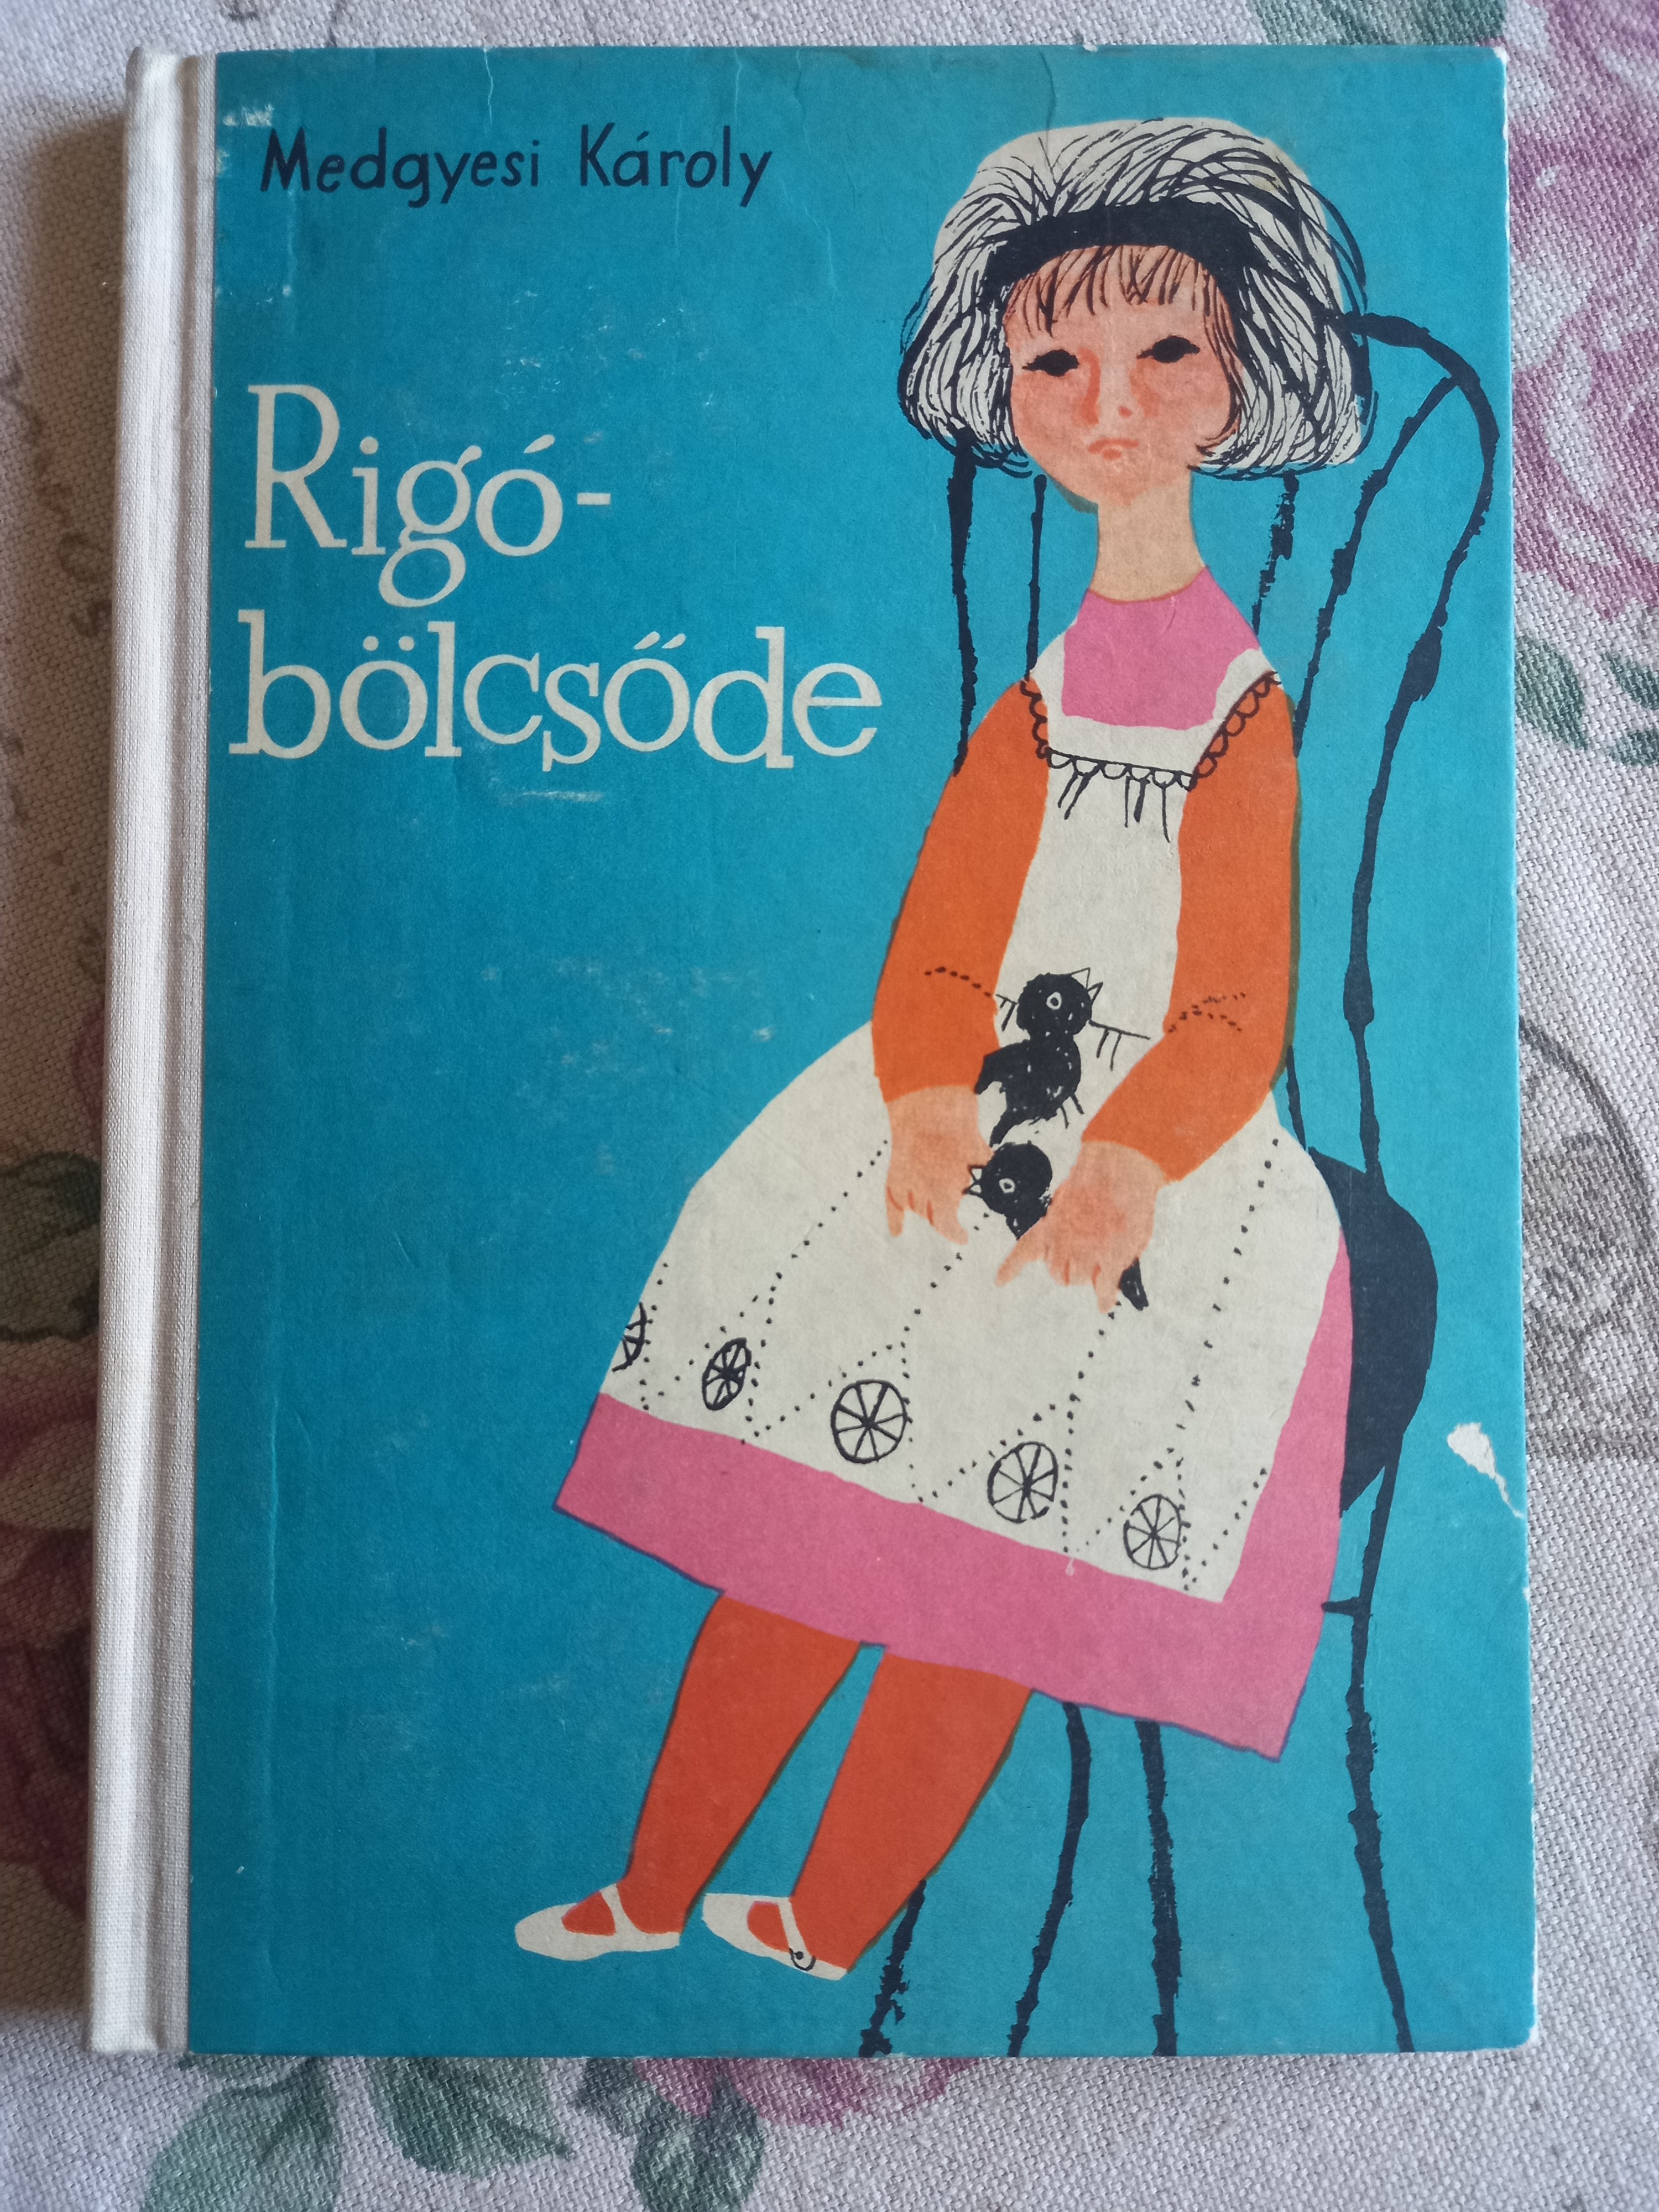 Medgyesi Károly
Rigó-
bölcsőde